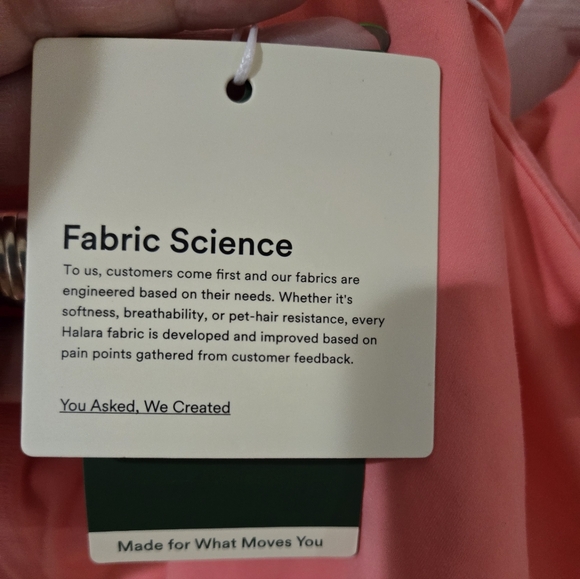 Fabric Science
To us, customers come first and our fabrics are
engineered based on their needs. Whether it's
softness, breathability, or pet-hair resistance, every
Halara fabric is developed and improved based on
pain points gathered from customer feedback.
You Asked, We Created
Made for What Moves You